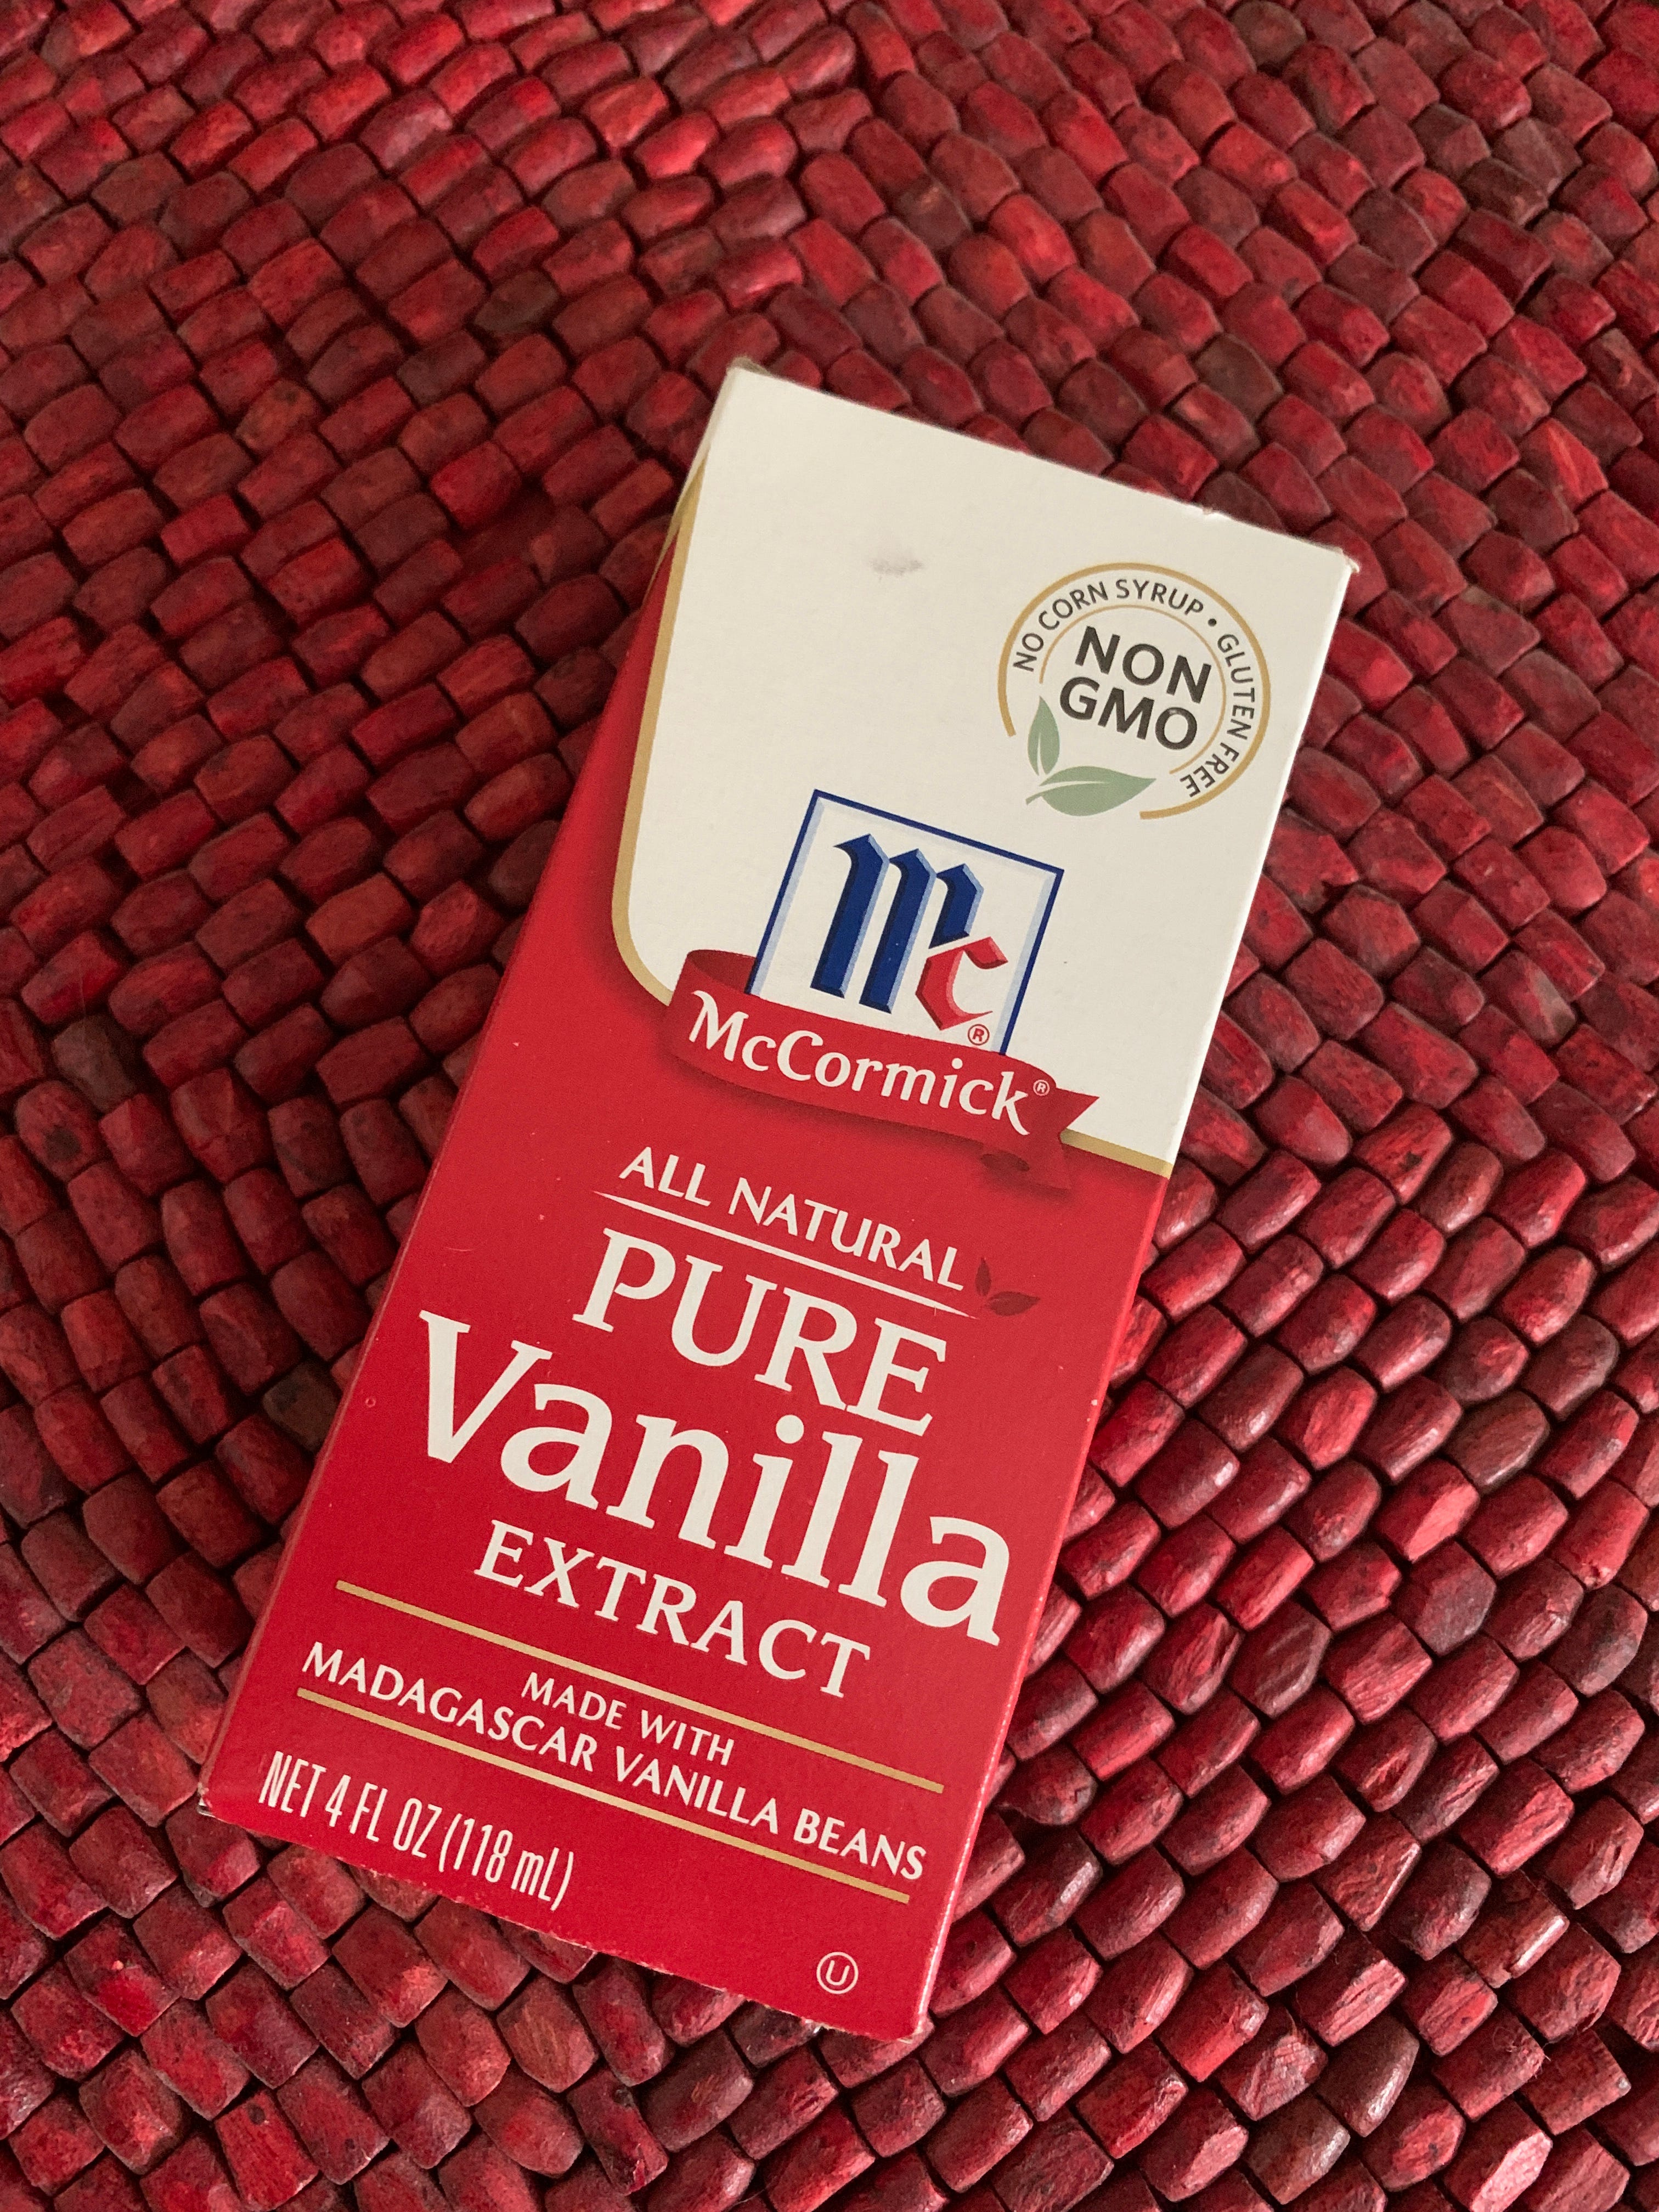 NO CORN SYRUP • GLUTEN FREE
NON
GMO
Mc®
McCormick®
ALL NATURAL
PURE
Vanilla
EXTRACT
MADE WITH
MADAGASCAR VANILLA BEANS
NET 4 FL OZ (118 mL)
U